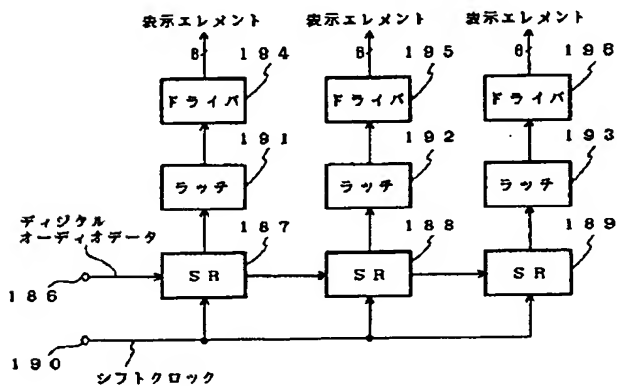 表示エレメント 表示エレメント 表示エレメント
8 194 8 195 8 198
ドライバ ドライバ ドライバ
191 192 193
ラッチ ラッチ ラッチ
ディジタル
オーディオデータ
187 188 189
SR SR SR
186
190
シフトクロック